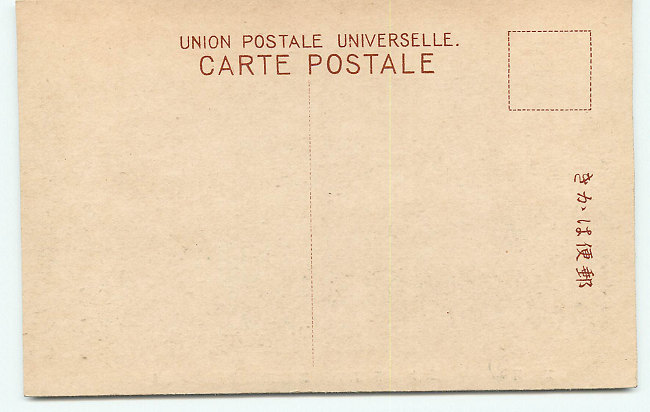 UNION POSTALE UNIVERSELLE.
CARTE POSTALE
郵便はかき